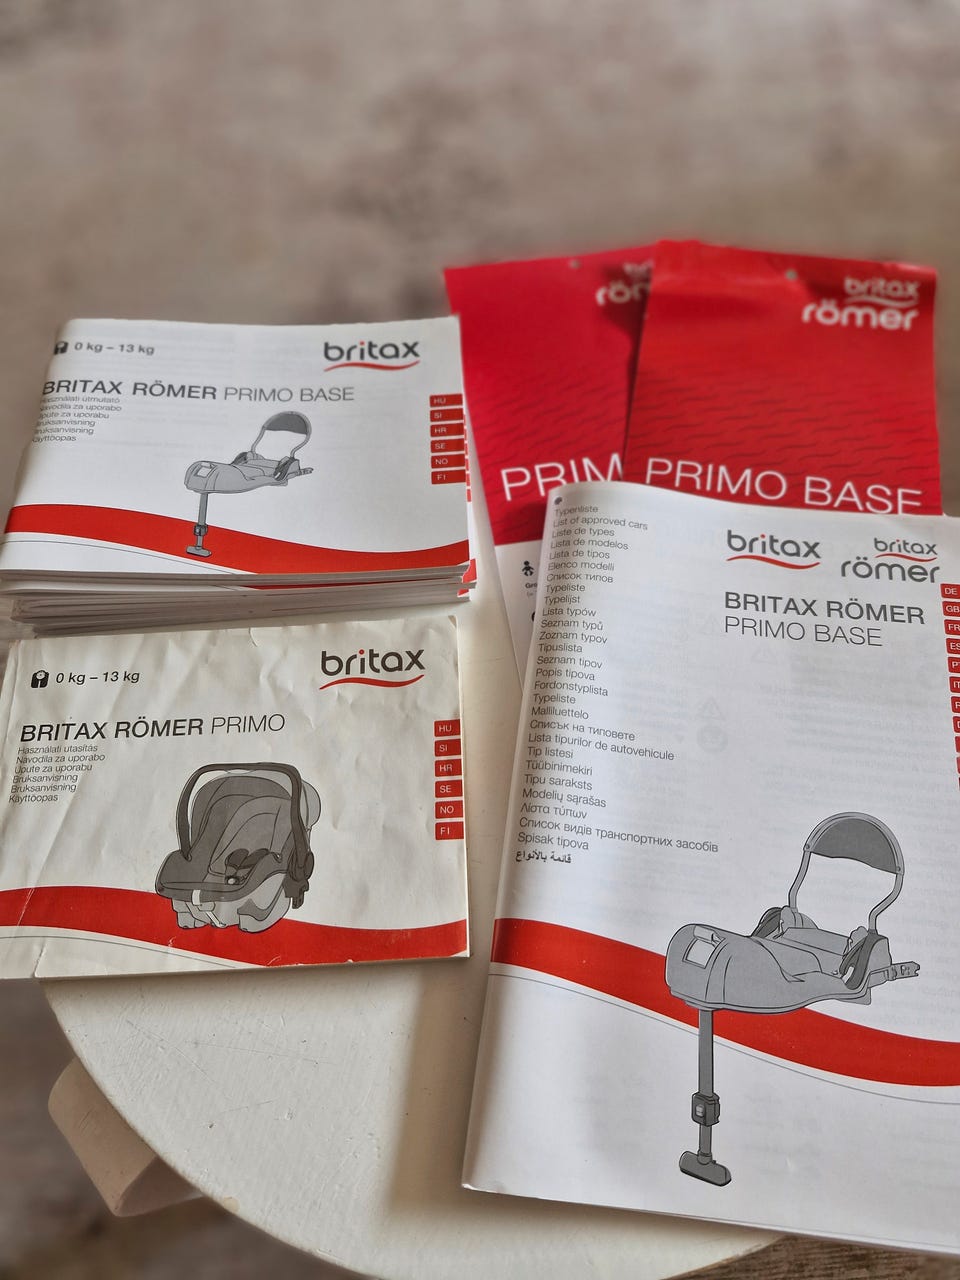 0 kg – 13 kg
britax
BRITAX RÖMER PRIMO BASE
Használati útmutató
Navodila za uporabo
Upute za uporabu
Bruksanvisning
Bruksanvisning
Käyttöopas
HU
SI
HR
SE
NO
FI
0 kg – 13 kg
britax
BRITAX RÖMER PRIMO
Használati utasítás
Navodila za uporabo
Upute za uporabu
Bruksanvisning
Bruksanvisning
Käyttöopas
HU
SI
HR
SE
NO
FI
PRIM
britax
römer
PRIMO BASE
Typenliste
List of approved cars
Liste de types
Lista de modelos
Lista de tipos
Elenco modelli
Список типов
Typeliste
Typelijst
Lista typów
Seznam typů
Zoznam typov
Típuslista
Seznam tipov
Popis tipova
Fordonstyplista
Typeliste
Malliluettelo
Списък на типовете
Lista tipurilor de autovehicule
Tip listesi
Tüübinimekiri
Tipu saraksts
Modelių sąrašas
Λίστα τύπων
Список видів транспортних засобів
Spisak tipova
قائمة بالأنواع
britax
britax
römer
BRITAX RÖMER
PRIMO BASE
DE
GB
FR
ES